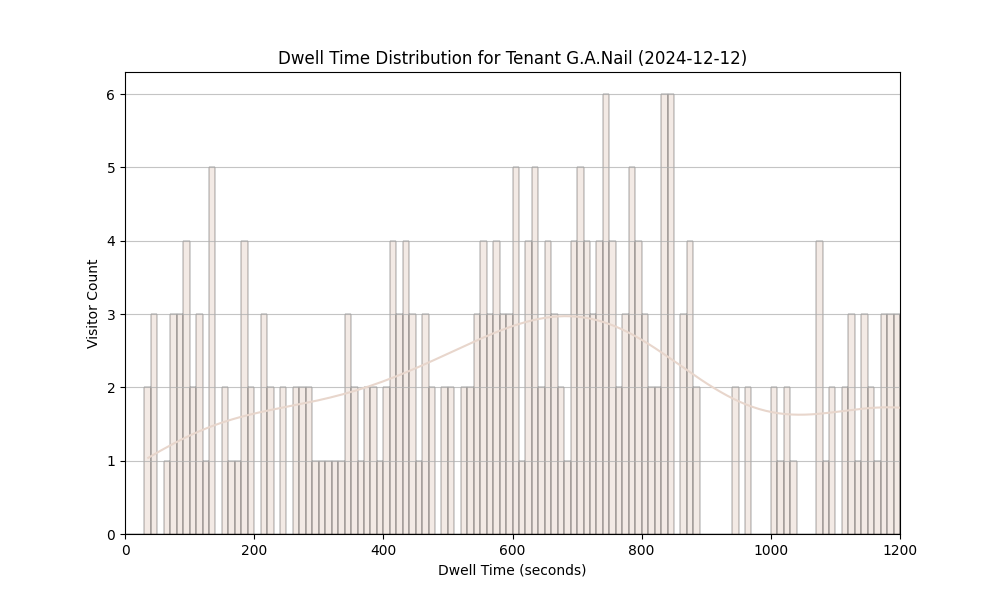 Dwell Time Distribution for Tenant G.A.Nail (2024-12-12)
6
5
4
3
2
1
0
Visitor Count
0 200 400 600 800 1000 1200
Dwell Time (seconds)